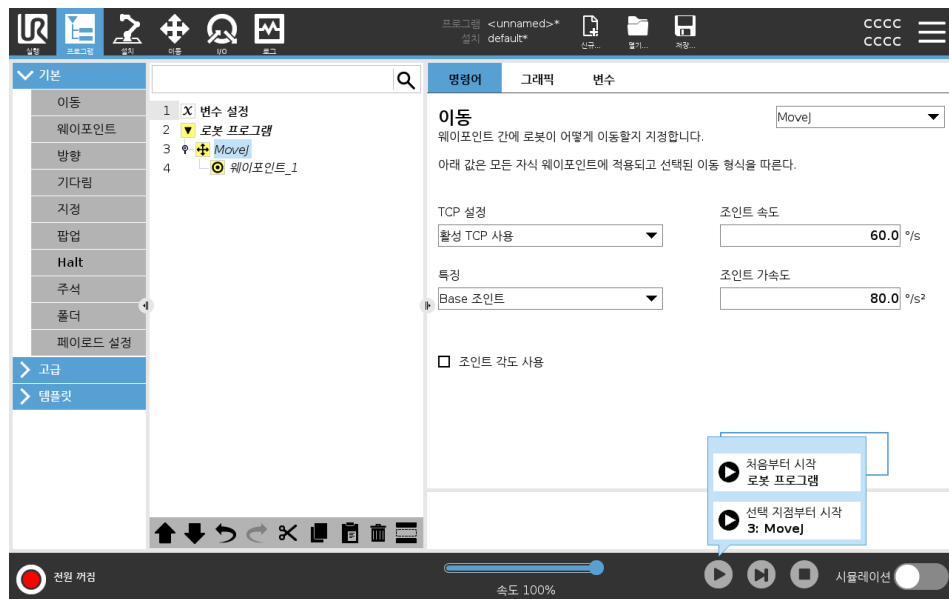 UR
실행
프로그램
설치
이동
I/O
로그
프로그램 <unnamed>*
설치 default*
신규...
열기...
저장...
CCCC
CCCC
기본
이동
웨이포인트
방향
기다림
지정
팝업
Halt
주석
폴더
페이로드 설정
고급
템플릿
1 X 변수 설정
2 로봇 프로그램
3 MoveJ
4 웨이포인트_1
명령어 그래픽 변수
이동
MoveJ
웨이포인트 간에 로봇이 어떻게 이동할지 지정합니다.
아래 값은 모든 자식 웨이포인트에 적용되고 선택된 이동 형식을 따른다.
TCP 설정
활성 TCP 사용
조인트 속도
60.0 °/s
특징
Base 조인트
조인트 가속도
80.0 °/s²
조인트 각도 사용
처음부터 시작
로봇 프로그램
선택 지점부터 시작
3: MoveJ
전원 꺼짐
속도 100%
시뮬레이션